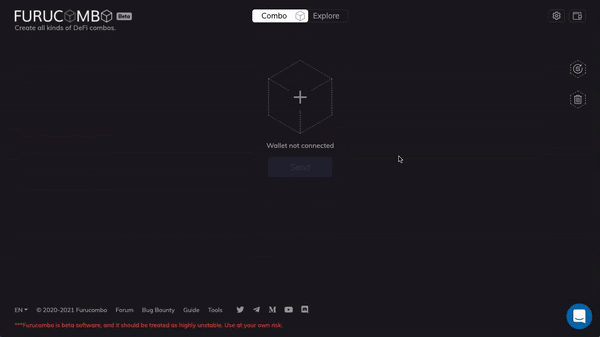 FURUCOMBO Beta
Create all kinds of DeFi combos.
Combo Explore
Wallet not connected
Send
EN © 2020-2021 Furucombo Forum Bug Bounty Guide Tools
***Furucombo is beta software, and it should be treated as highly unstable. Use at your own risk.